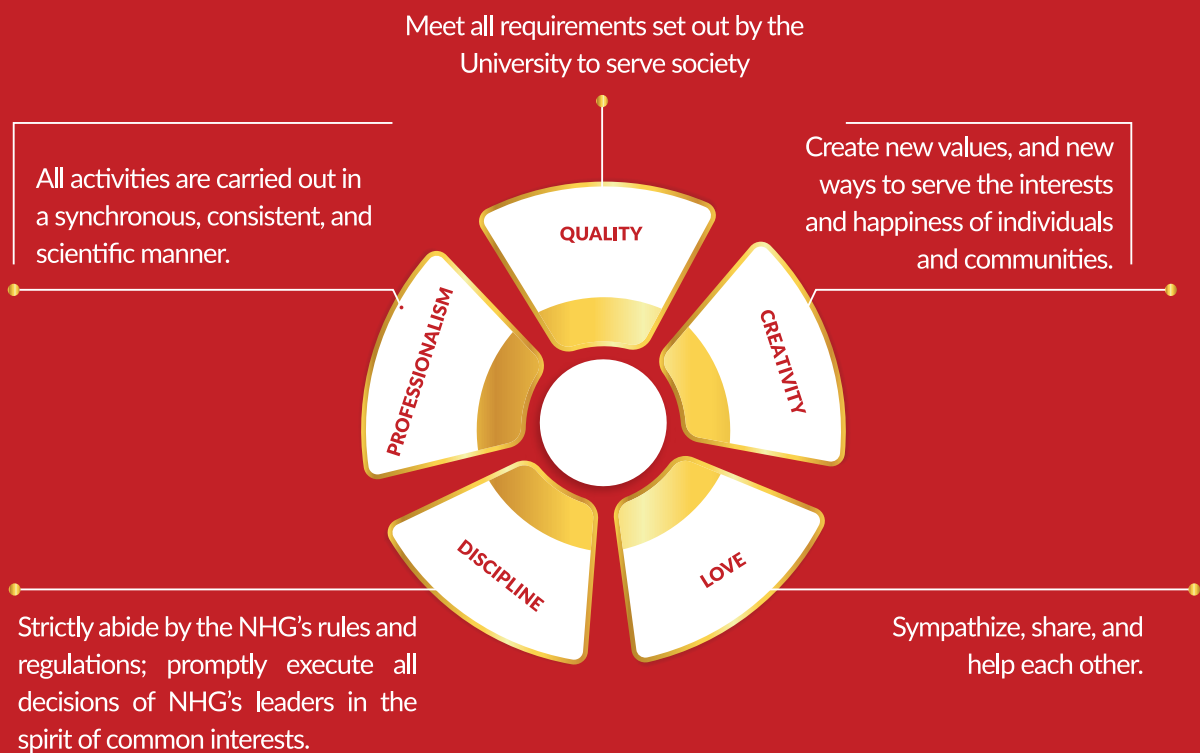 Meet all requirements set out by the
University to serve society
All activities are carried out in
a synchronous, consistent, and
scientific manner.
Create new values, and new
ways to serve the interests
and happiness of individuals
and communities.
QUALITY
PROFESSIONALISM
CREATIVITY
DISCIPLINE
LOVE
Strictly abide by the NHG's rules and
regulations; promptly execute all
decisions of NHG's leaders in the
spirit of common interests.
Sympathize, share, and
help each other.